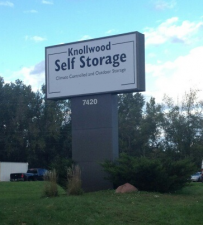 Knollwood
Self Storage
Climate Controlled and Outdoor Storage
7420